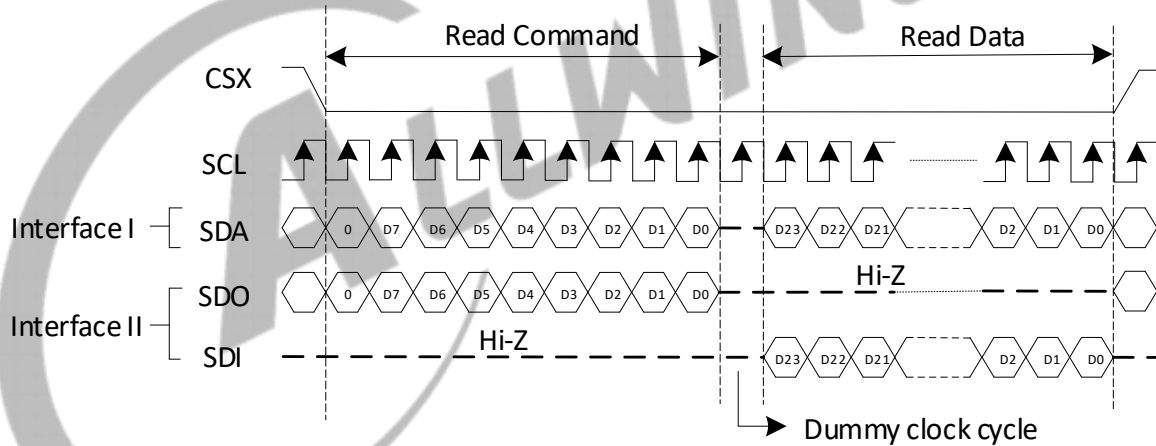 ALLWIN
Read Command
Read Data
CSX
SCL
Interface I
SDA
0 D7 D6 D5 D4 D3 D2 D1 D0
D23 D22 D21 D2 D1 D0
Hi-Z
SDO
0 D7 D6 D5 D4 D3 D2 D1 D0
Interface II
Hi-Z
SDI
D23 D22 D21 D2 D1 D0
Dummy clock cycle